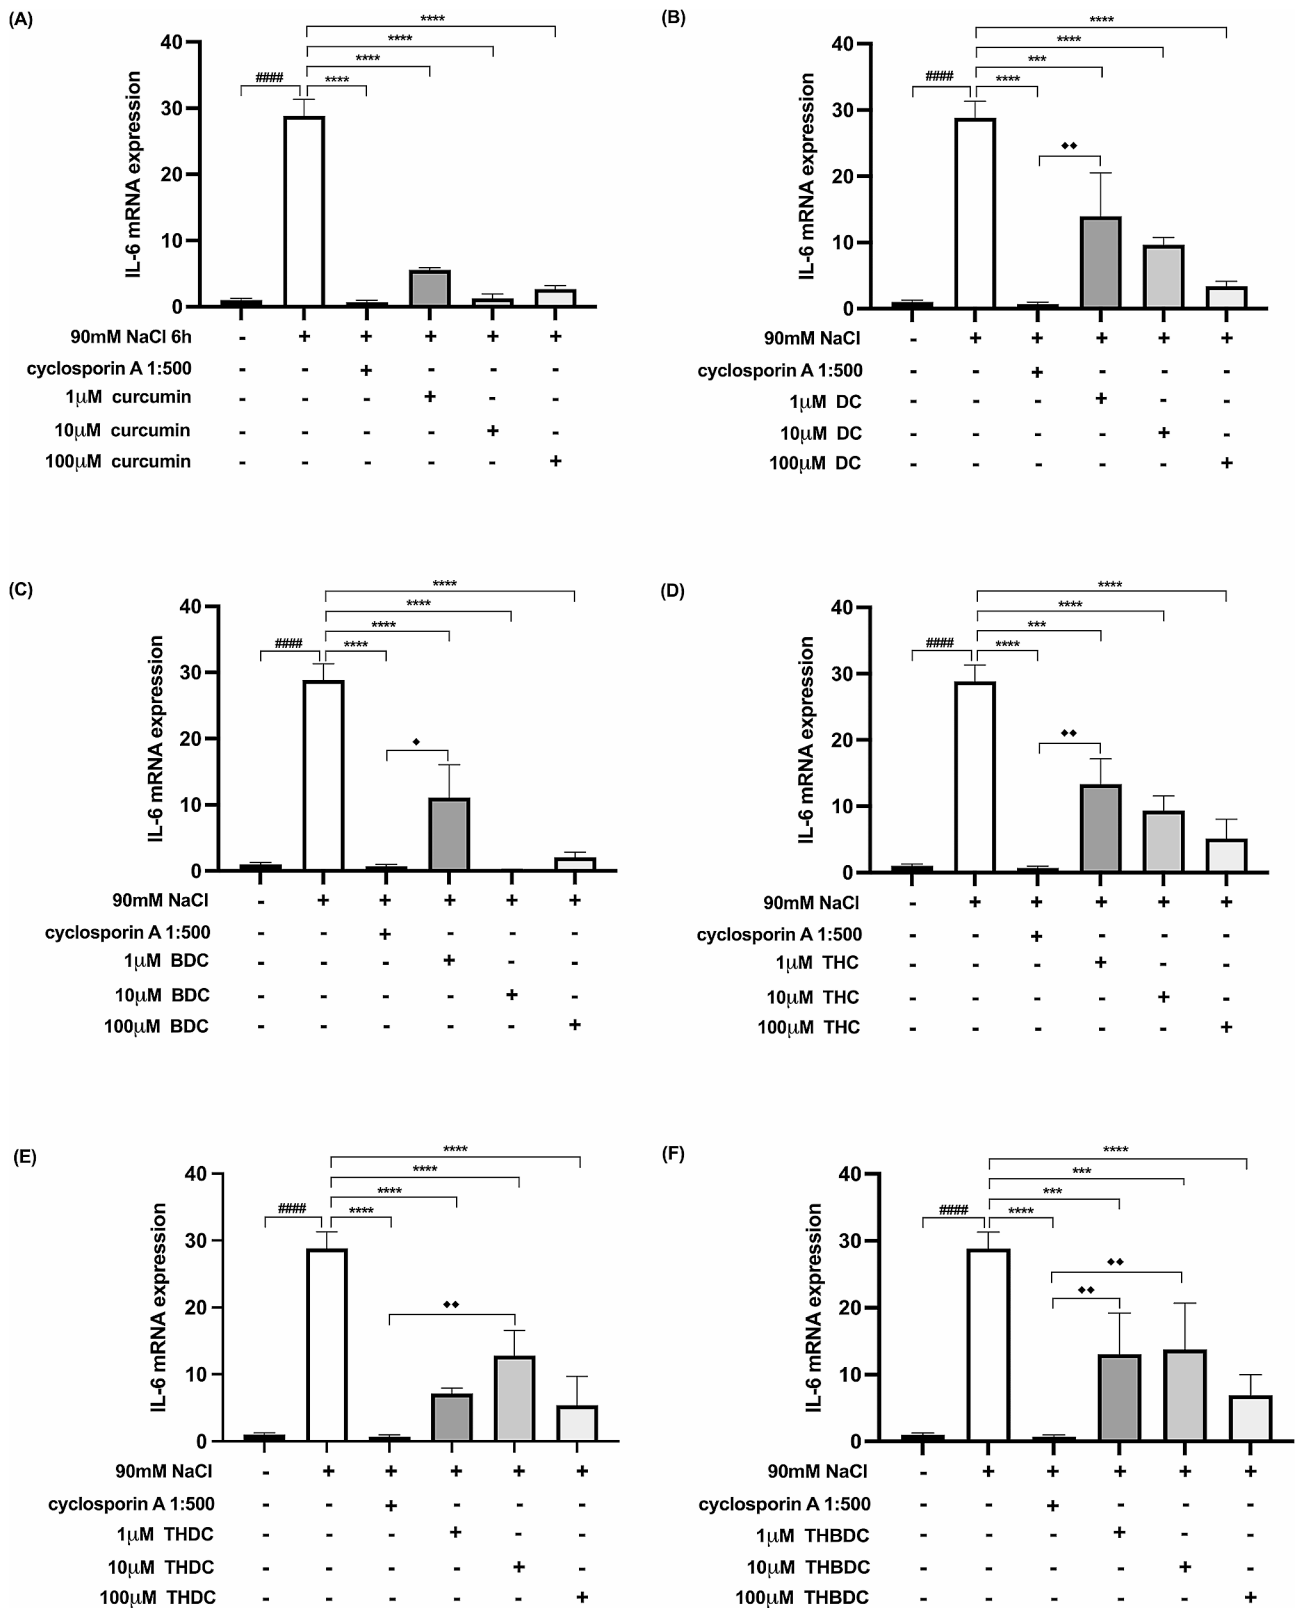 (A)
****
****
****
####
****
IL-6 mRNA expression
40
30
20
10
0
90mM NaCl 6h - + + + + +
cyclosporin A 1:500 - - + - - -
1μM curcumin - - - + - -
10μM curcumin - - - - + -
100μM curcumin - - - - - +
(B)
****
****
***
####
****
◆◆
IL-6 mRNA expression
40
30
20
10
0
90mM NaCl - + + + + +
cyclosporin A 1:500 - - + - - -
1μM DC - - - + - -
10μM DC - - - - + -
100μM DC - - - - - +
(C)
****
****
****
####
****
◆
IL-6 mRNA expression
40
30
20
10
0
90mM NaCl - + + + + +
cyclosporin A 1:500 - - + - - -
1μM BDC - - - + - -
10μM BDC - - - - + -
100μM BDC - - - - - +
(D)
****
****
***
####
****
◆◆
IL-6 mRNA expression
40
30
20
10
0
90mM NaCl - + + + + +
cyclosporin A 1:500 - - + - - -
1μM THC - - - + - -
10μM THC - - - - + -
100μM THC - - - - - +
(E)
****
****
****
####
****
◆◆
IL-6 mRNA expression
40
30
20
10
0
90mM NaCl - + + + + +
cyclosporin A 1:500 - - + - - -
1μM THDC - - - + - -
10μM THDC - - - - + -
100μM THDC - - - - - +
(F)
****
***
***
####
****
◆◆
◆◆
IL-6 mRNA expression
40
30
20
10
0
90mM NaCl - + + + + +
cyclosporin A 1:500 - - + - - -
1μM THBDC - - - + - -
10μM THBDC - - - - + -
100μM THBDC - - - - - +